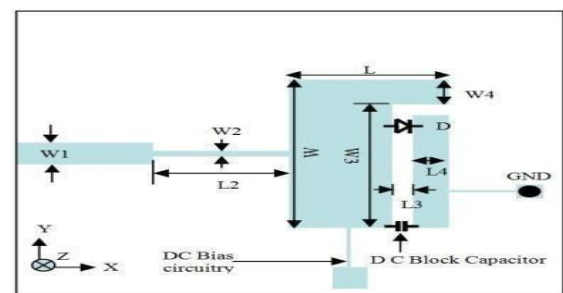 L
W4
W2
D
W1
W
W3
L4
GND
L2
L3
Y
Z
X
DC Bias
circuitry
D C Block Capacitor